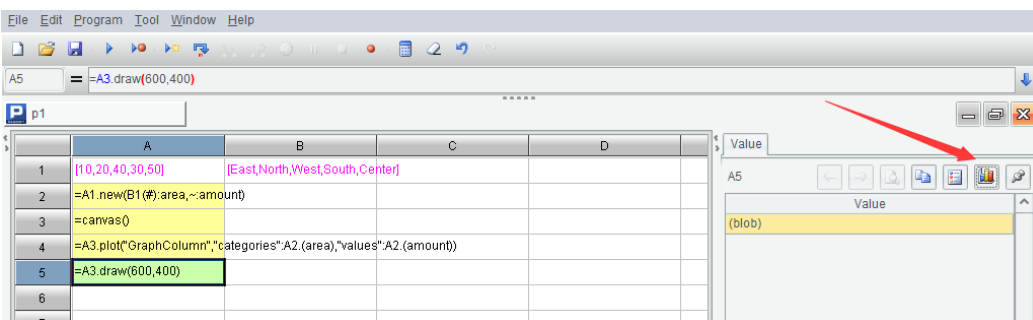 File Edit Program Tool Window Help
A5 = =A3.draw(600,400)
P p1
Value
A B C D
A5
1 [10,20,40,30,50] [East,North,West,South,Center]
Value
2 =A1.new(B1(#):area,~:amount)
(blob)
3 =canvas()
4 =A3.plot("GraphColumn","categories":A2.(area),"values":A2.(amount))
5 =A3.draw(600,400)
6